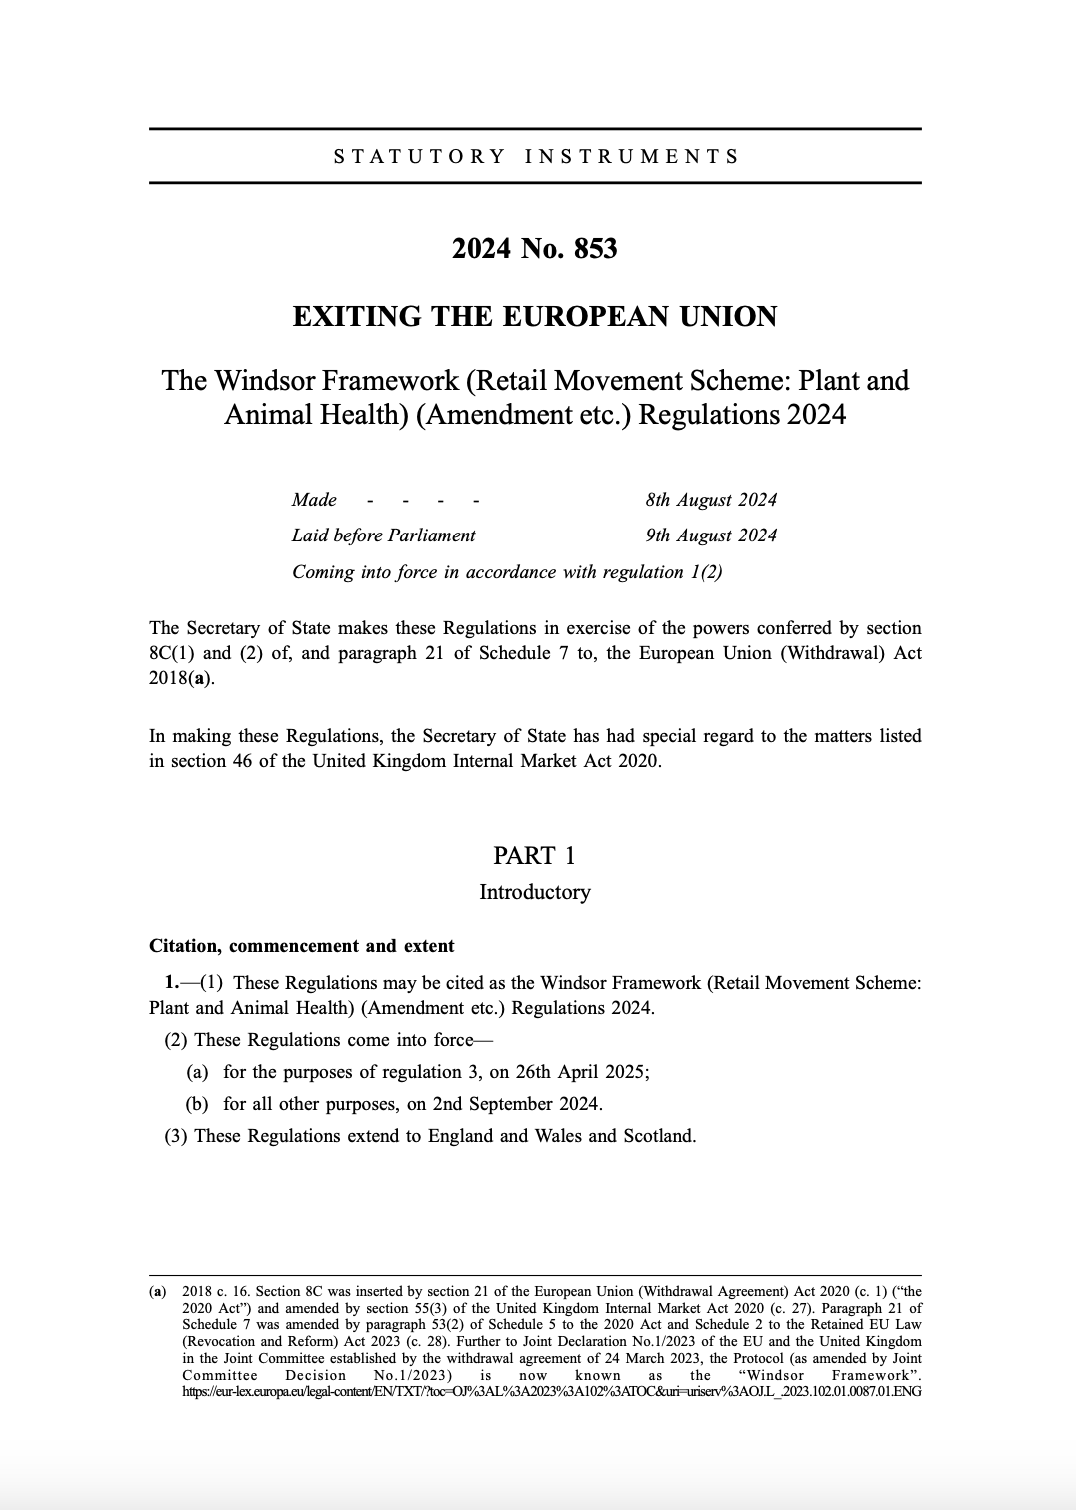 STATUTORY INSTRUMENTS
2024 No. 853
EXITING THE EUROPEAN UNION
The Windsor Framework (Retail Movement Scheme: Plant and
Animal Health) (Amendment etc.) Regulations 2024
Made - - - - 8th August 2024
Laid before Parliament 9th August 2024
Coming into force in accordance with regulation 1(2)
The Secretary of State makes these Regulations in exercise of the powers conferred by section
8C(1) and (2) of, and paragraph 21 of Schedule 7 to, the European Union (Withdrawal) Act
2018(a).
In making these Regulations, the Secretary of State has had special regard to the matters listed
in section 46 of the United Kingdom Internal Market Act 2020.
PART 1
Introductory
Citation, commencement and extent
1.—(1) These Regulations may be cited as the Windsor Framework (Retail Movement Scheme:
Plant and Animal Health) (Amendment etc.) Regulations 2024.
(2) These Regulations come into force—
(a) for the purposes of regulation 3, on 26th April 2025;
(b) for all other purposes, on 2nd September 2024.
(3) These Regulations extend to England and Wales and Scotland.
(a) 2018 c. 16. Section 8C was inserted by section 21 of the European Union (Withdrawal Agreement) Act 2020 (c. 1) (“the
2020 Act”) and amended by section 55(3) of the United Kingdom Internal Market Act 2020 (c. 27). Paragraph 21 of
Schedule 7 was amended by paragraph 53(2) of Schedule 5 to the 2020 Act and Schedule 2 to the Retained EU Law
(Revocation and Reform) Act 2023 (c. 28). Further to Joint Declaration No.1/2023 of the EU and the United Kingdom
in the Joint Committee established by the withdrawal agreement of 24 March 2023, the Protocol (as amended by Joint
Committee Decision No.1/2023) is now known as the “Windsor Framework”.
https://eur-lex.europa.eu/legal-content/EN/TXT/?toc=OJ%3AL%3A2023%3A102%3ATOC&uri=uriserv%3AOJ.L_.2023.102.01.0087.01.ENG